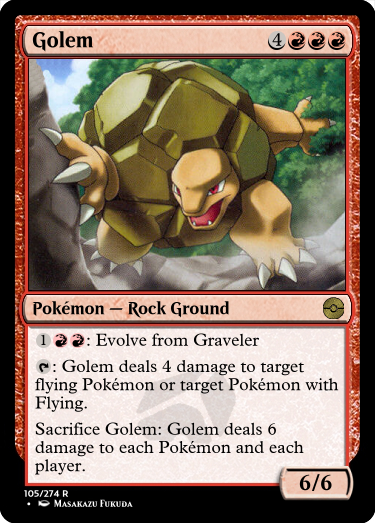 Golem 4
Pokémon — Rock Ground
1 : Evolve from Graveler
: Golem deals 4 damage to target
flying Pokémon or target Pokémon with
Flying.
Sacrifice Golem: Golem deals 6
damage to each Pokémon and each
player.
6/6
105/274 R
• Masakazu Fukuda